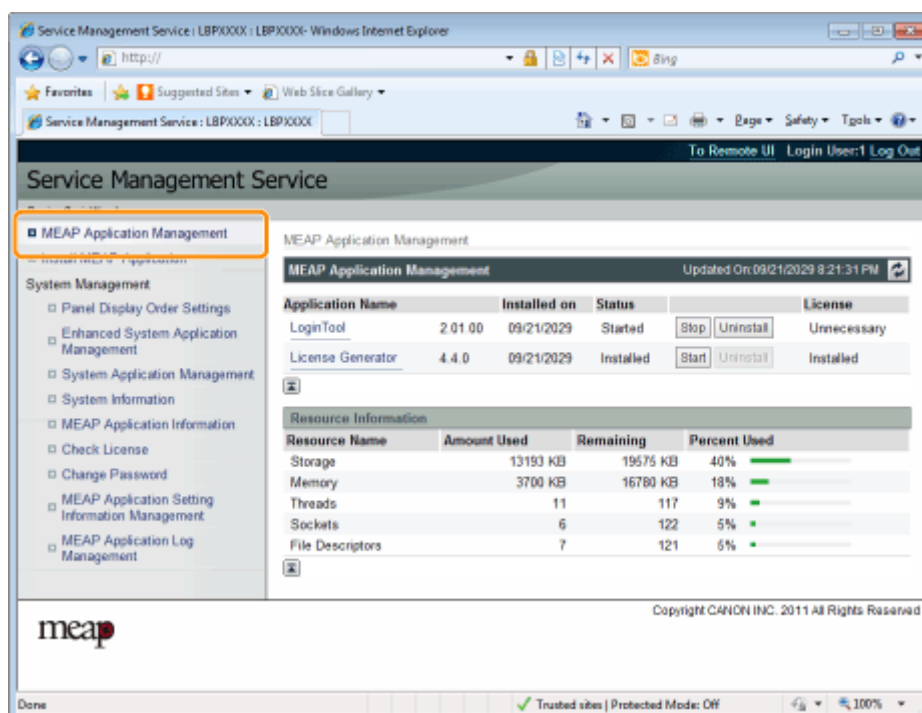 Service Management Service : LBPXXXX : LBPXXXX- Windows Internet Explorer
http://
Bing
Favorites Suggested Sites Web Slice Gallery
Service Management Service : LBPXXXX : LBPXXXX
Page Safety Tools
To Remote UI Login User:1 Log Out
Service Management Service
MEAP Application Management
Install MEAP Application
System Management
Panel Display Order Settings
Enhanced System Application
Management
System Application Management
System Information
MEAP Application Information
Check License
Change Password
MEAP Application Setting
Information Management
MEAP Application Log
Management
MEAP Application Management
MEAP Application Management Updated On:09/21/2029 8:21:31 PM
Application Name Installed on Status License
LoginTool 2.01.00 09/21/2029 Started Stop Uninstall Unnecessary
License Generator 4.4.0 09/21/2029 Installed Start Uninstall Installed
Resource Information
Resource Name Amount Used Remaining Percent Used
Storage 13193 KB 19575 KB 40%
Memory 3700 KB 16780 KB 18%
Threads 11 117 9%
Sockets 6 122 5%
File Descriptors 7 121 6%
Copyright CANON INC. 2011 All Rights Reserved
meap
Done Trusted sites | Protected Mode: Off 100%